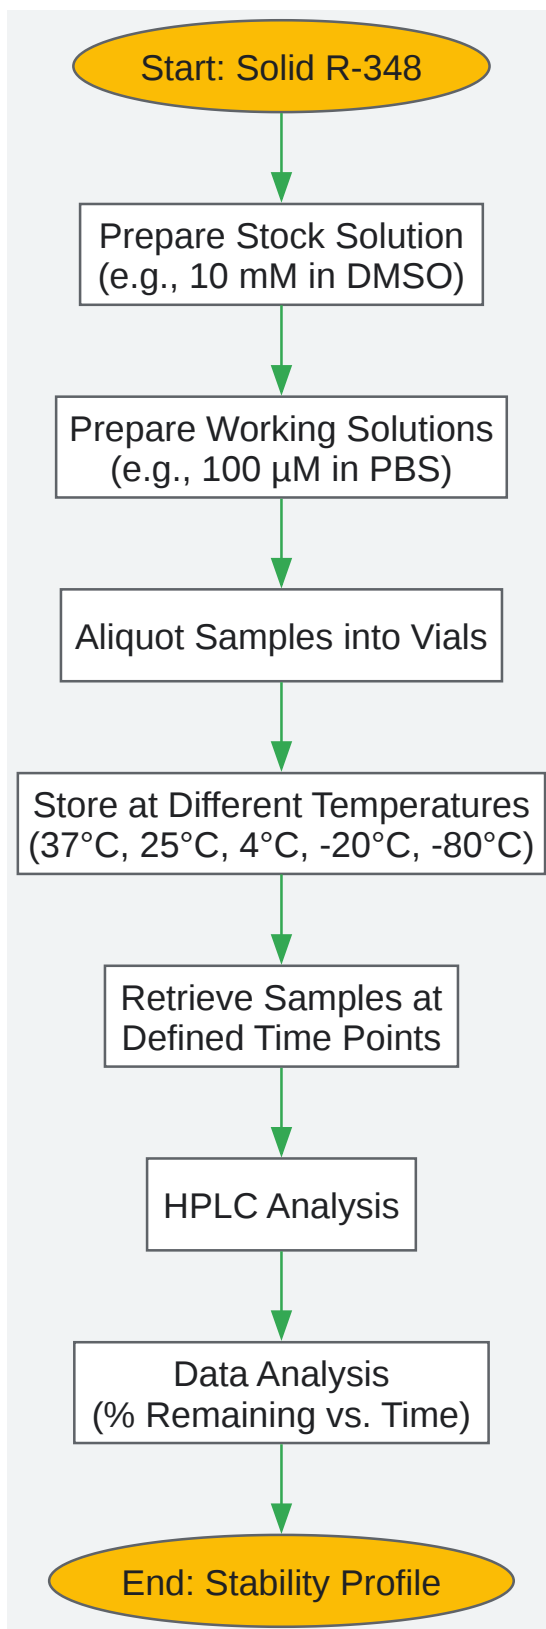 Start: Solid R-348
Prepare Stock Solution
(e.g., 10 mM in DMSO)
Prepare Working Solutions
(e.g., 100 µM in PBS)
Aliquot Samples into Vials
Store at Different Temperatures
(37°C, 25°C, 4°C, -20°C, -80°C)
Retrieve Samples at
Defined Time Points
HPLC Analysis
Data Analysis
(% Remaining vs. Time)
End: Stability Profile